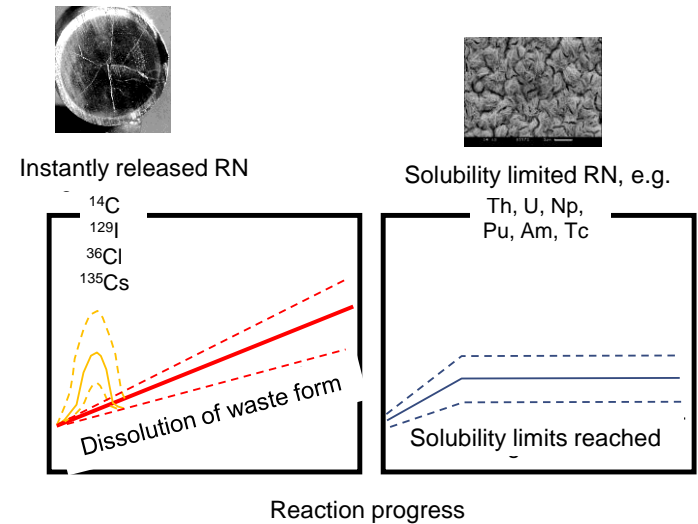 Instantly released RN
¹⁴C
¹²⁹I
³⁶Cl
¹³⁵Cs
Dissolution of waste form
Solubility limited RN, e.g.
Th, U, Np,
Pu, Am, Tc
Solubility limits reached
Reaction progress